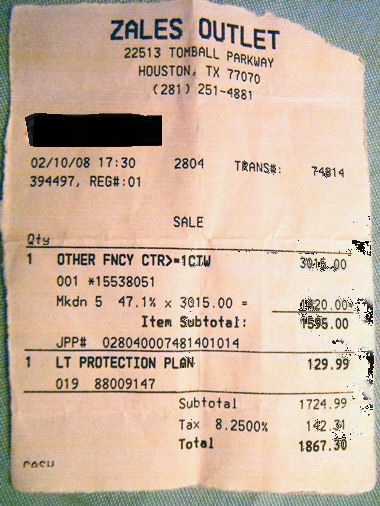 ZALES OUTLET
22513 TOMBALL PARKWAY
HOUSTON, TX 77070
(281) 251-4881
02/10/08 17:30 2804 TRANS#: 74814
394497, REG#:01
SALE
Qty
1 OTHER FNCY CTR>=1CTW 3015.00
001 *15538051
Mkdn 5 47.1% x 3015.00 = 1420.00-
Item Subtotal: 1595.00
JPP# 028040007481401014
1 LT PROTECTION PLAN 129.99
019 88009147
Subtotal 1724.99
Tax 8.2500% 142.31
Total 1867.30
CASH